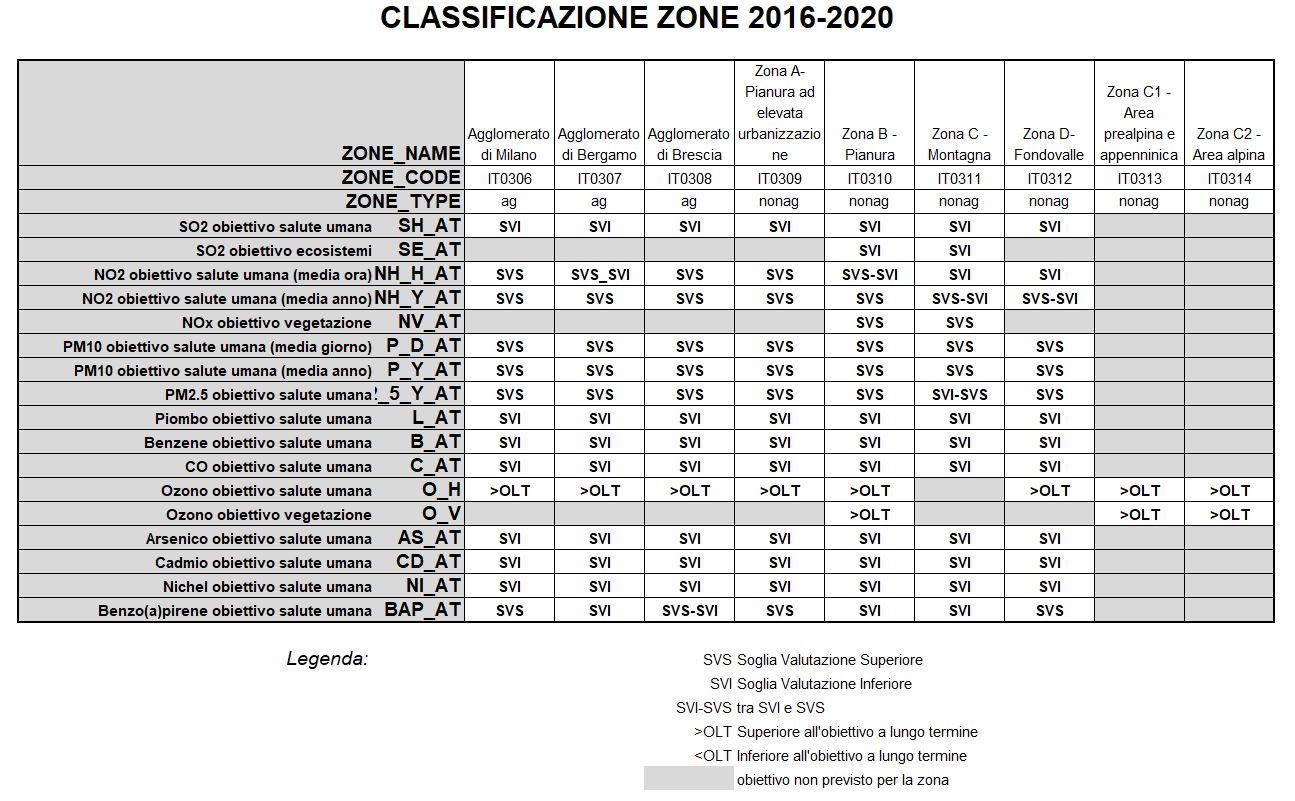 CLASSIFICAZIONE ZONE 2016-2020
ZONE_NAME Agglomerato di Milano Agglomerato di Bergamo Agglomerato di Brescia Zona A- Pianura ad elevata urbanizzazio ne Zona B - Pianura Zona C - Montagna Zona D- Fondovalle Zona C1 - Area prealpina e appenninica Zona C2 - Area alpina
ZONE_CODE IT0306 IT0307 IT0308 IT0309 IT0310 IT0311 IT0312 IT0313 IT0314
ZONE_TYPE ag ag ag nonag nonag nonag nonag nonag nonag
SO2 obiettivo salute umana SH_AT SVI SVI SVI SVI SVI SVI SVI
SO2 obiettivo ecosistemi SE_AT SVI SVI
NO2 obiettivo salute umana (media ora) NH_H_AT SVS SVS_SVI SVS SVS SVS-SVI SVI SVI
NO2 obiettivo salute umana (media anno) NH_Y_AT SVS SVS SVS SVS SVS SVS-SVI SVS-SVI
NOx obiettivo vegetazione NV_AT SVS SVS
PM10 obiettivo salute umana (media giorno) P_D_AT SVS SVS SVS SVS SVS SVS SVS
PM10 obiettivo salute umana (media anno) P_Y_AT SVS SVS SVS SVS SVS SVS SVS
PM2.5 obiettivo salute umana 2_5_Y_AT SVS SVS SVS SVS SVS SVI-SVS SVS
Piombo obiettivo salute umana L_AT SVI SVI SVI SVI SVI SVI SVI
Benzene obiettivo salute umana B_AT SVI SVI SVI SVI SVI SVI SVI
CO obiettivo salute umana C_AT SVI SVI SVI SVI SVI SVI SVI
Ozono obiettivo salute umana O_H >OLT >OLT >OLT >OLT >OLT >OLT >OLT >OLT
Ozono obiettivo vegetazione O_V >OLT >OLT >OLT
Arsenico obiettivo salute umana AS_AT SVI SVI SVI SVI SVI SVI SVI
Cadmio obiettivo salute umana CD_AT SVI SVI SVI SVI SVI SVI SVI
Nichel obiettivo salute umana NI_AT SVI SVI SVI SVI SVI SVI SVI
Benzo(a)pirene obiettivo salute umana BAP_AT SVS SVI SVS-SVI SVS SVI SVI SVS
Legenda:
SVS Soglia Valutazione Superiore
SVI Soglia Valutazione Inferiore
SVI-SVS tra SVI e SVS
>OLT Superiore all'obiettivo a lungo termine
<OLT Inferiore all'obiettivo a lungo termine
obiettivo non previsto per la zona